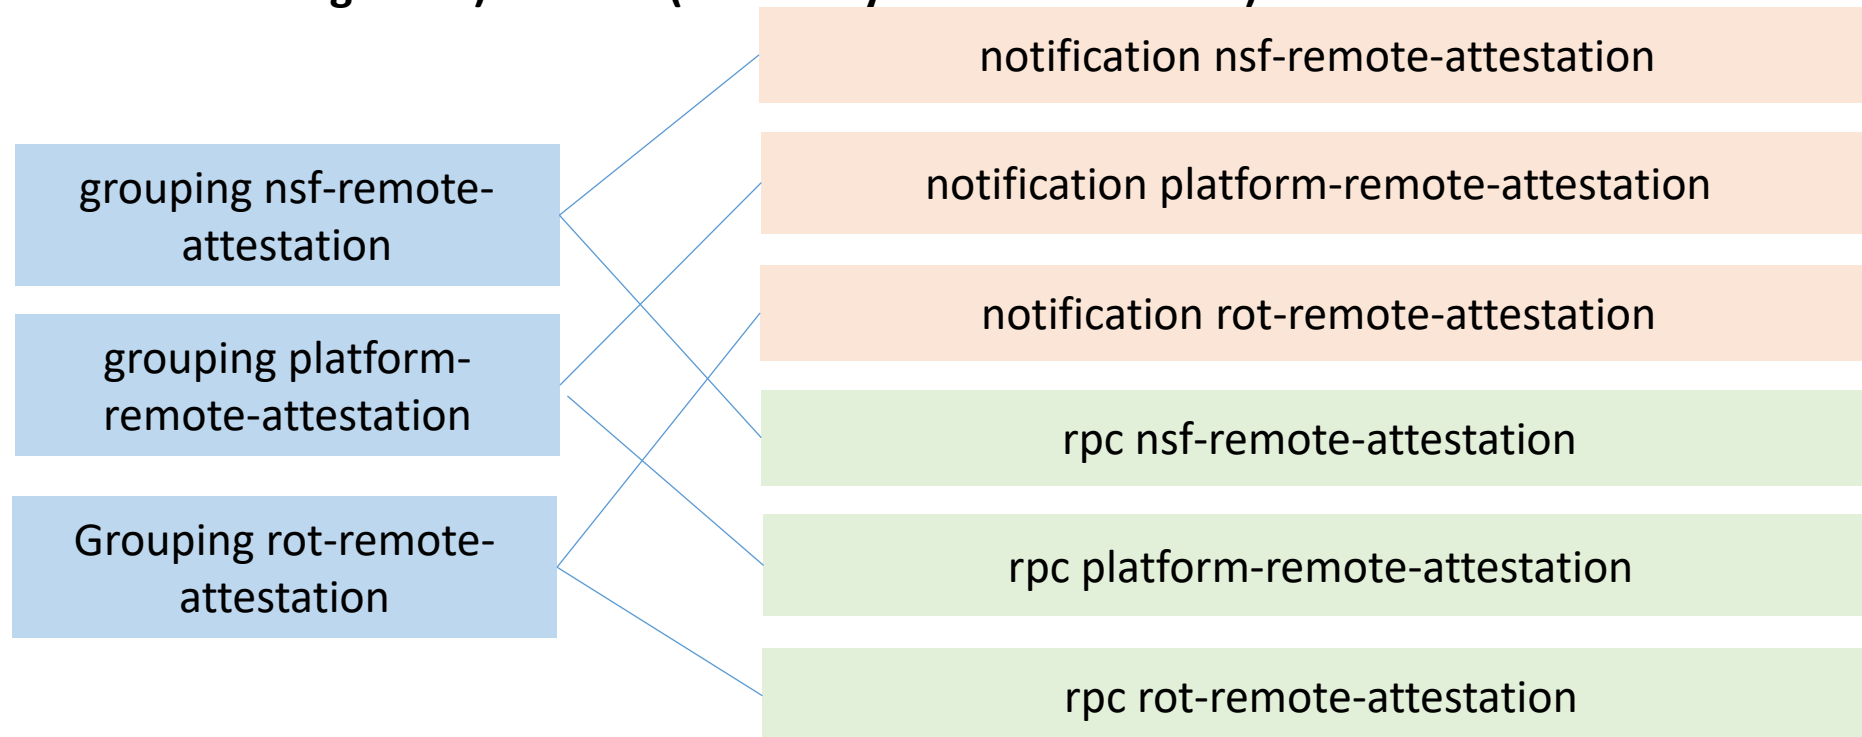 grouping nsf-remote-
attestation
grouping platform-
remote-attestation
Grouping rot-remote-
attestation
notification nsf-remote-attestation
notification platform-remote-attestation
notification rot-remote-attestation
rpc nsf-remote-attestation
rpc platform-remote-attestation
rpc rot-remote-attestation